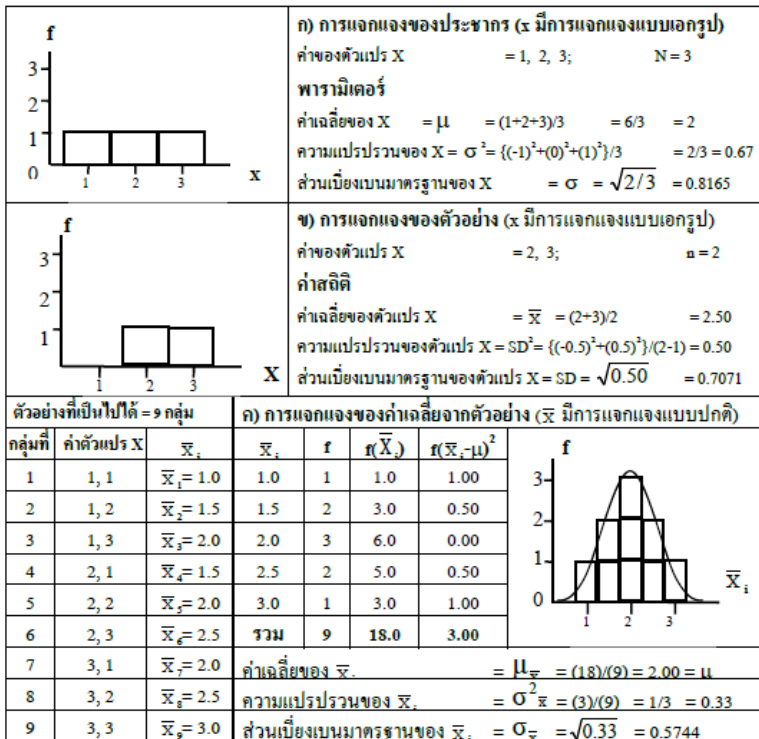 f
3
2
1
0
1 2 3 x
ก) การแจกแจงของประชากร (x มีการแจกแจงแบบเอกรูป)
ค่าของตัวแปร X = 1, 2, 3; N = 3
พารามิเตอร์
ค่าเฉลี่ยของ X = μ = (1+2+3)/3 = 6/3 = 2
ความแปรปรวนของ X = σ² = {(-1)²+(0)²+(1)²}/3 = 2/3 = 0.67
ส่วนเบี่ยงเบนมาตรฐานของ X = σ = √2/3 = 0.8165
f
3
2
1
1 2 3 X
ข) การแจกแจงของตัวอย่าง (x มีการแจกแจงแบบเอกรูป)
ค่าของตัวแปร X = 2, 3; n = 2
ค่าสถิติ
ค่าเฉลี่ยของตัวแปร X = x̅ = (2+3)/2 = 2.50
ความแปรปรวนของตัวแปร X = SD² = {(-0.5)²+(0.5)²}/(2-1) = 0.50
ส่วนเบี่ยงเบนมาตรฐานของตัวแปร X = SD = √0.50 = 0.7071
ตัวอย่างที่เป็นไปได้ = 9 กลุ่ม
กลุ่มที่ ค่าตัวแปร X x̅ᵢ
1 1, 1 x̅₁= 1.0
2 1, 2 x̅₂= 1.5
3 1, 3 x̅₃= 2.0
4 2, 1 x̅₄= 1.5
5 2, 2 x̅₅= 2.0
6 2, 3 x̅₆= 2.5
7 3, 1 x̅₇= 2.0
8 3, 2 x̅₈= 2.5
9 3, 3 x̅₉= 3.0
ค) การแจกแจงของค่าเฉลี่ยจากตัวอย่าง (x̅ มีการแจกแจงแบบปกติ)
x̅ᵢ f f(X̅ᵢ) f(x̅ᵢ-μ)²
1.0 1 1.0 1.00
1.5 2 3.0 0.50
2.0 3 6.0 0.00
2.5 2 5.0 0.50
3.0 1 3.0 1.00
รวม 9 18.0 3.00
f
3
2
1
0
1 2 3 x̅ᵢ
ค่าเฉลี่ยของ x̅ᵢ = μx̅ = (18)/(9) = 2.00 = μ
ความแปรปรวนของ x̅ᵢ = σ²x̅ = (3)/(9) = 1/3 = 0.33
ส่วนเบี่ยงเบนมาตรฐานของ x̅ᵢ = σx̅ = √0.33 = 0.5744